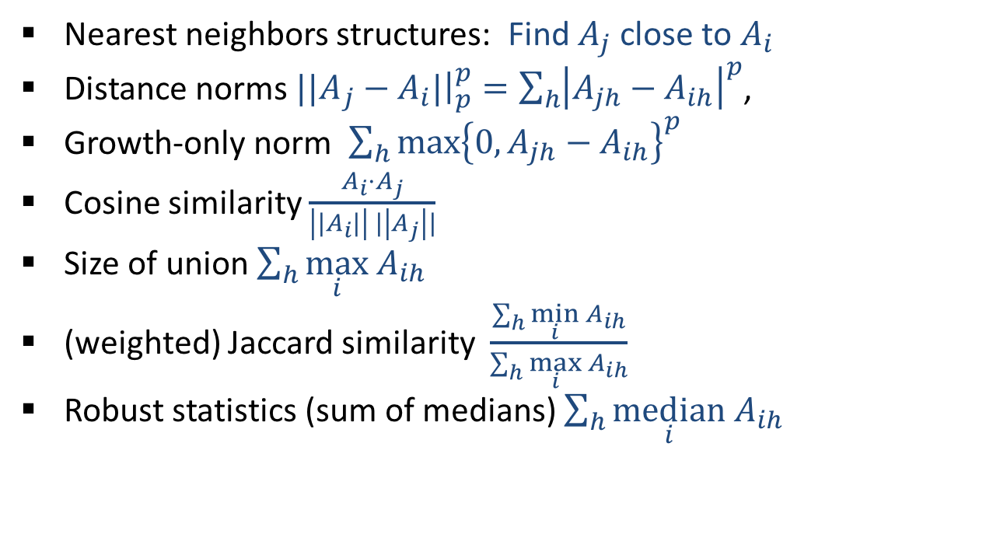 ▪ Nearest neighbors structures: Find $A_j$ close to $A_i$
▪ Distance norms $||A_j - A_i||_p^p = \sum_h |A_{jh} - A_{ih}|^p$,
▪ Growth-only norm $\sum_h \max\{0, A_{jh} - A_{ih}\}^p$
▪ Cosine similarity $\frac{A_i \cdot A_j}{||A_i|| \, ||A_j||}$
▪ Size of union $\sum_h \max_i A_{ih}$
▪ (weighted) Jaccard similarity $\frac{\sum_h \min_i A_{ih}}{\sum_h \max_i A_{ih}}$
▪ Robust statistics (sum of medians) $\sum_h \operatorname{median}_i A_{ih}$